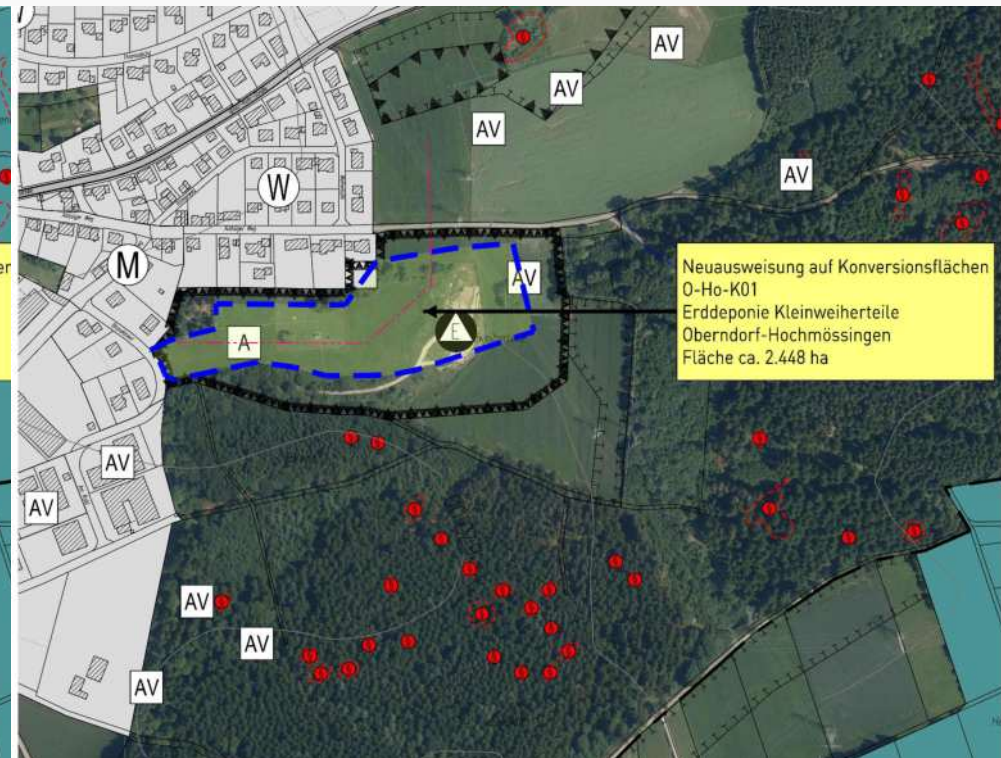 AV
AV
AV
W
AV
M
Neuausweisung auf Konversionsflächen
O-Ho-K01
Erddeponie Kleinweiherteile
Oberndorf-Hochmössingen
Fläche ca. 2.448 ha
AV
A
E
AV
AV
AV
AV
AV